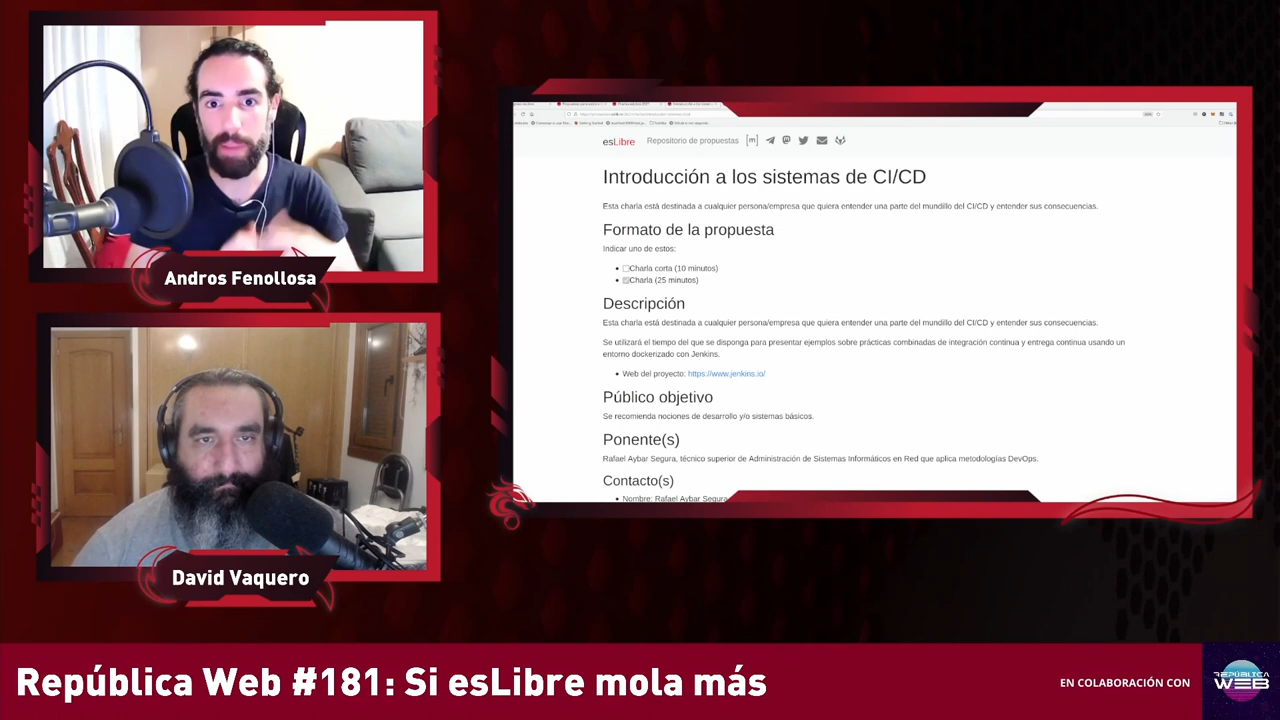 Andros Fenollosa
David Vaquero
esLibre Repositorio de propuestas [m]
Introducción a los sistemas de CI/CD
Esta charla está destinada a cualquier persona/empresa que quiera entender una parte del mundillo del CI/CD y entender sus consecuencias.
Formato de la propuesta
Indicar uno de estos:
Charla corta (10 minutos)
Charla (25 minutos)
Descripción
Esta charla está destinada a cualquier persona/empresa que quiera entender una parte del mundillo del CI/CD y entender sus consecuencias.
Se utilizará el tiempo del que se disponga para presentar ejemplos sobre prácticas combinadas de integración continua y entrega continua usando un
entorno dockerizado con Jenkins.
Web del proyecto: https://www.jenkins.io/
Público objetivo
Se recomienda nociones de desarrollo y/o sistemas básicos.
Ponente(s)
Rafael Aybar Segura, técnico superior de Administración de Sistemas Informáticos en Red que aplica metodologías DevOps.
Contacto(s)
Nombre: Rafael Aybar Segura
República Web #181: Si esLibre mola más
EN COLABORACIÓN CON
REPÚBLICA
WEB